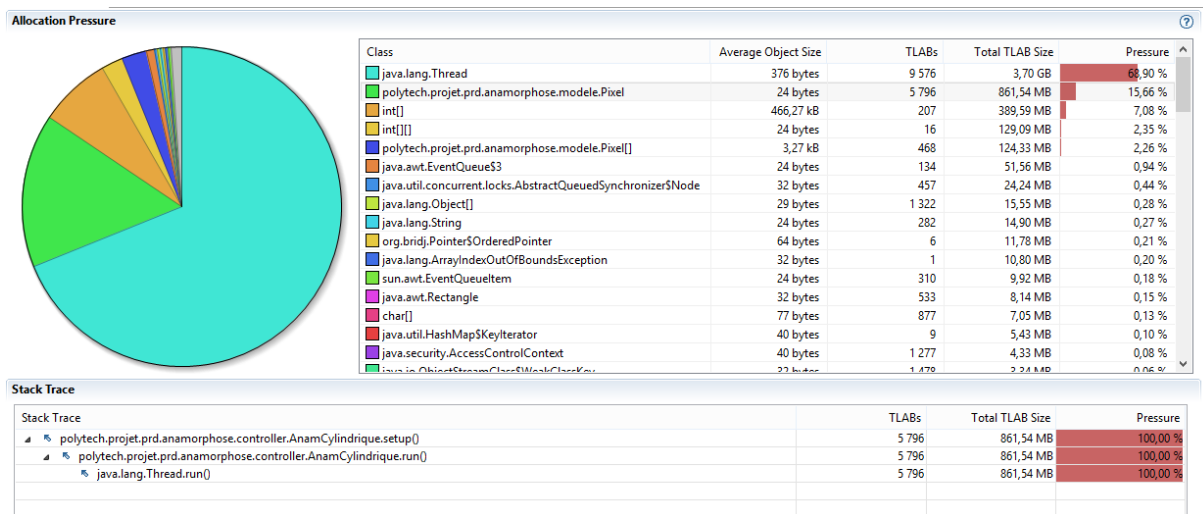 Allocation Pressure
Class Average Object Size TLABs Total TLAB Size Pressure
java.lang.Thread 376 bytes 9 576 3,70 GB 68,90 %
polytech.projet.prd.anamorphose.modele.Pixel 24 bytes 5 796 861,54 MB 15,66 %
int[] 466,27 kB 207 389,59 MB 7,08 %
int[][] 24 bytes 16 129,09 MB 2,35 %
polytech.projet.prd.anamorphose.modele.Pixel[] 3,27 kB 468 124,33 MB 2,26 %
java.awt.EventQueue$3 24 bytes 134 51,56 MB 0,94 %
java.util.concurrent.locks.AbstractQueuedSynchronizer$Node 32 bytes 457 24,24 MB 0,44 %
java.lang.Object[] 29 bytes 1 322 15,55 MB 0,28 %
java.lang.String 24 bytes 282 14,90 MB 0,27 %
org.bridj.Pointer$OrderedPointer 64 bytes 6 11,78 MB 0,21 %
java.lang.ArrayIndexOutOfBoundsException 32 bytes 1 10,80 MB 0,20 %
sun.awt.EventQueueItem 24 bytes 310 9,92 MB 0,18 %
java.awt.Rectangle 32 bytes 533 8,14 MB 0,15 %
char[] 77 bytes 877 7,05 MB 0,13 %
java.util.HashMap$KeyIterator 40 bytes 9 5,43 MB 0,10 %
java.security.AccessControlContext 40 bytes 1 277 4,33 MB 0,08 %
java.io.ObjectStreamClass$WeakClassKey 32 bytes 1 478 3,34 MB 0,06 %
Stack Trace
Stack Trace TLABs Total TLAB Size Pressure
polytech.projet.prd.anamorphose.controller.AnamCylindrique.setup() 5 796 861,54 MB 100,00 %
polytech.projet.prd.anamorphose.controller.AnamCylindrique.run() 5 796 861,54 MB 100,00 %
java.lang.Thread.run() 5 796 861,54 MB 100,00 %